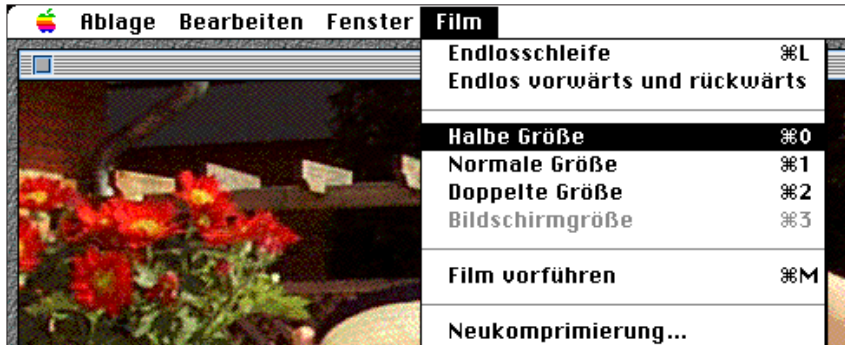 Ablage Bearbeiten Fenster Film
Endlosschleife ⌘L
Endlos vorwärts und rückwärts
Halbe Größe ⌘0
Normale Größe ⌘1
Doppelte Größe ⌘2
Bildschirmgröße ⌘3
Film vorführen ⌘M
Neukomprimierung...